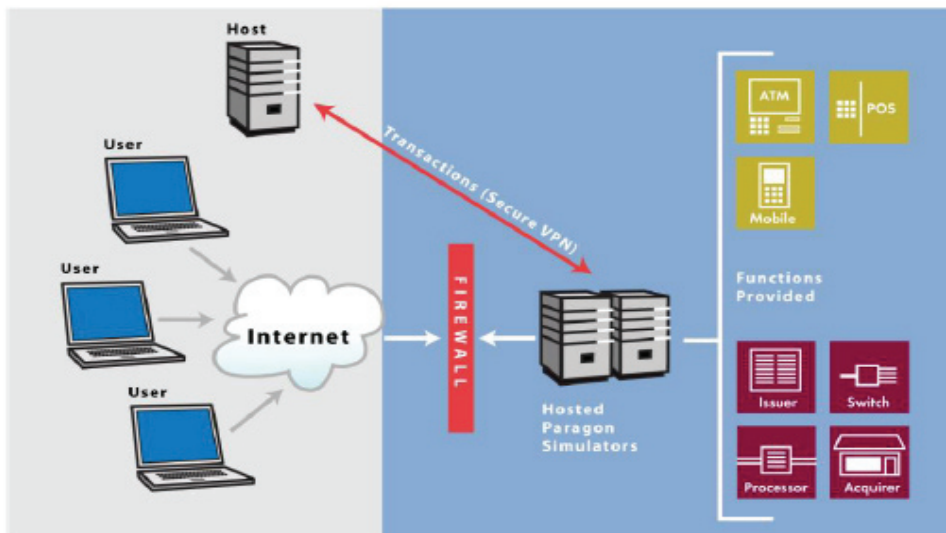 Host
User
User
User
Internet
Transactions (Secure VPN)
FIREWALL
Hosted
Paragon
Simulators
ATM
POS
Mobile
Functions
Provided
Issuer
Switch
Processor
Acquirer